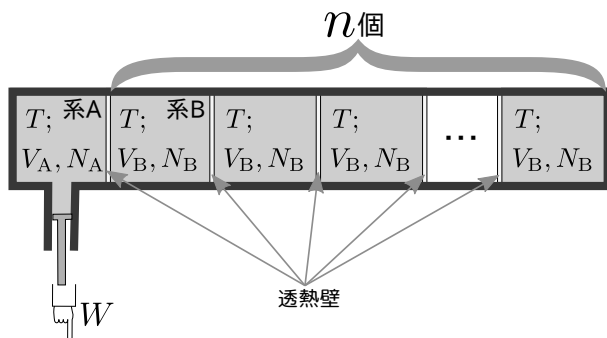 n個
系A 系B
T; T; T; T; ... T;
V_A, N_A V_B, N_B V_B, N_B V_B, N_B V_B, N_B
透熱壁
W